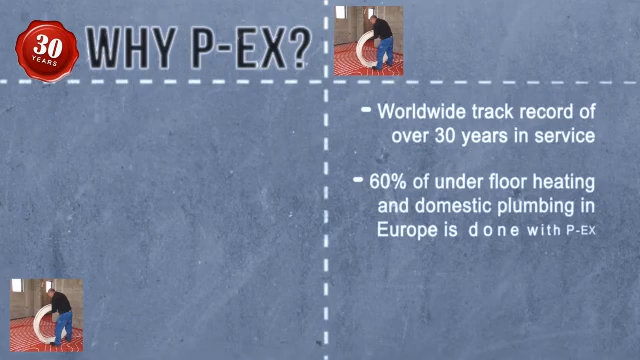 30
YEARS
WHY P-EX?
- Worldwide track record of
over 30 years in service
- 60% of under floor heating
and domestic plumbing in
Europe is done with P-EX